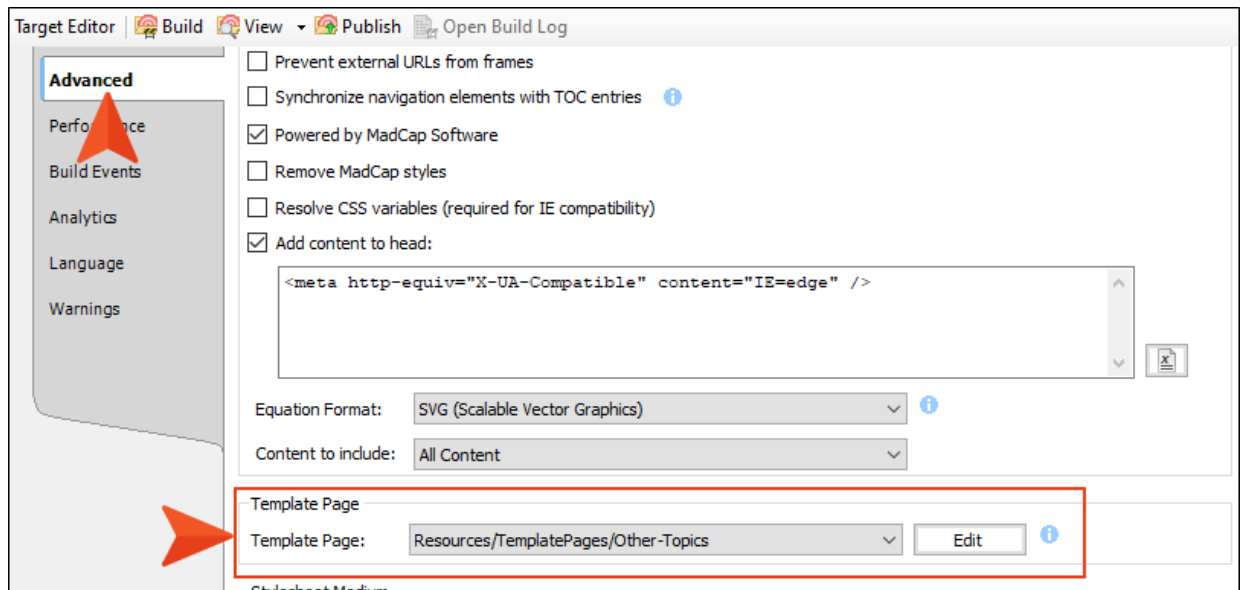 Target Editor Build View Publish Open Build Log
Prevent external URLs from frames
Advanced
Synchronize navigation elements with TOC entries
Performance
Powered by MadCap Software
Build Events
Remove MadCap styles
Analytics
Resolve CSS variables (required for IE compatibility)
Language
Add content to head:
Warnings
<meta http-equiv="X-UA-Compatible" content="IE=edge" />
Equation Format: SVG (Scalable Vector Graphics)
Content to include: All Content
Template Page
Template Page: Resources/TemplatePages/Other-Topics Edit
Stylesheet Medium